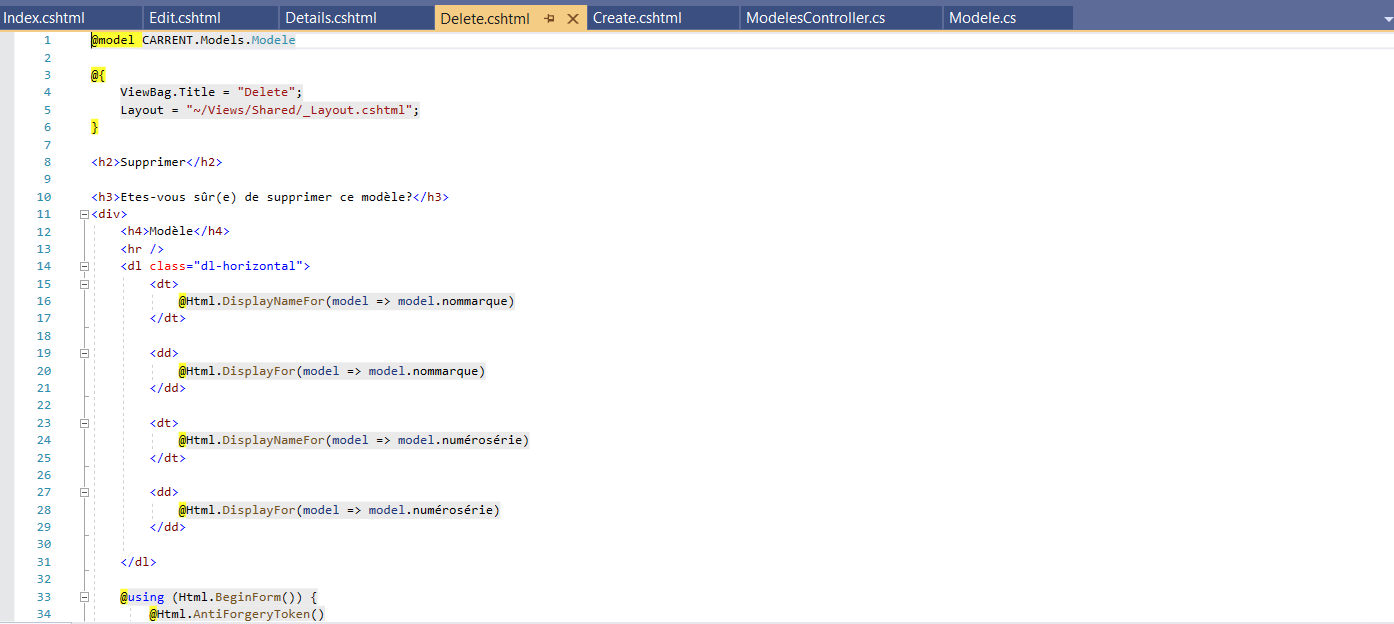 Index.cshtml Edit.cshtml Details.cshtml Delete.cshtml Create.cshtml ModelesController.cs Modele.cs
1 @model CARRENT.Models.Modele
2
3 @{
4 ViewBag.Title = "Delete";
5 Layout = "~/Views/Shared/_Layout.cshtml";
6 }
7
8 <h2>Supprimer</h2>
9
10 <h3>Etes-vous sûr(e) de supprimer ce modèle?</h3>
11 <div>
12 <h4>Modèle</h4>
13 <hr />
14 <dl class="dl-horizontal">
15 <dt>
16 @Html.DisplayNameFor(model => model.nommarque)
17 </dt>
18
19 <dd>
20 @Html.DisplayFor(model => model.nommarque)
21 </dd>
22
23 <dt>
24 @Html.DisplayNameFor(model => model.numérosérie)
25 </dt>
26
27 <dd>
28 @Html.DisplayFor(model => model.numérosérie)
29 </dd>
30
31 </dl>
32
33 @using (Html.BeginForm()) {
34 @Html.AntiForgeryToken()